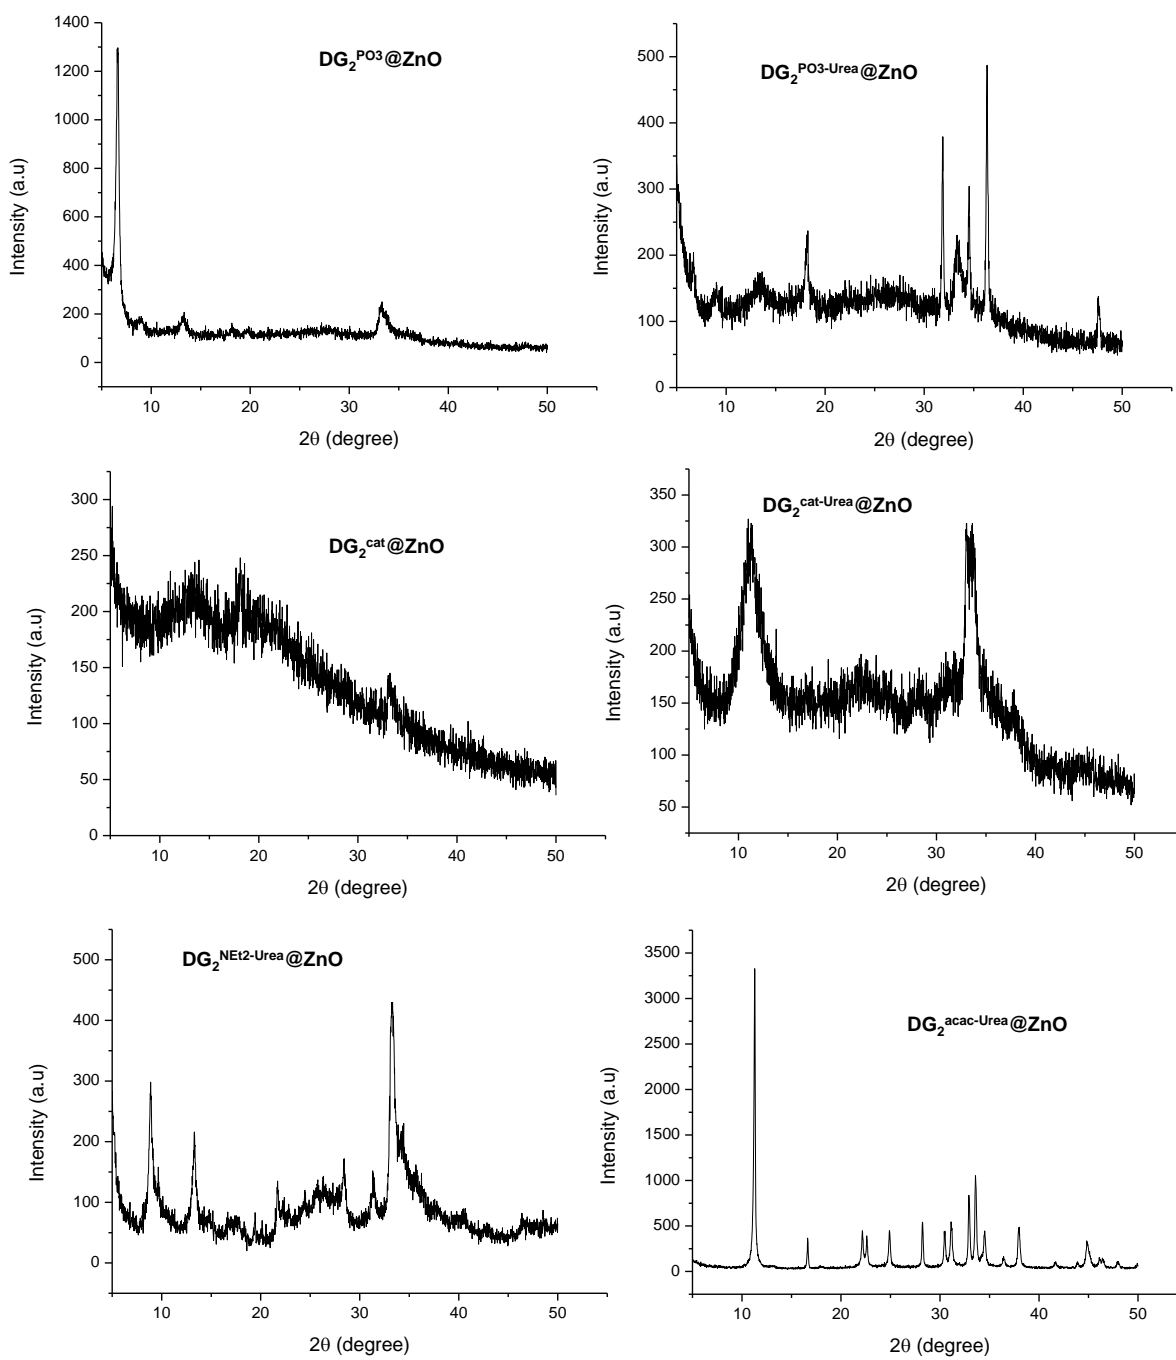 1400
1200
1000
800
600
400
200
0
Intensity (a.u)
DG2PO3@ZnO
10 20 30 40 50
2θ (degree)
500
400
300
200
100
0
Intensity (a.u)
DG2PO3-Urea@ZnO
10 20 30 40 50
2θ (degree)
300
250
200
150
100
50
0
Intensity (a.u)
DG2cat@ZnO
10 20 30 40 50
2θ (degree)
350
300
250
200
150
100
50
Intensity (a.u)
DG2cat-Urea@ZnO
10 20 30 40 50
2θ (degree)
500
400
300
200
100
0
Intensity (a.u)
DG2NEt2-Urea@ZnO
10 20 30 40 50
2θ (degree)
3500
3000
2500
2000
1500
1000
500
0
Intensity (a.u)
DG2acac-Urea@ZnO
10 20 30 40 50
2θ (degree)